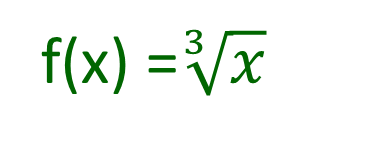 f(x) = ∛x